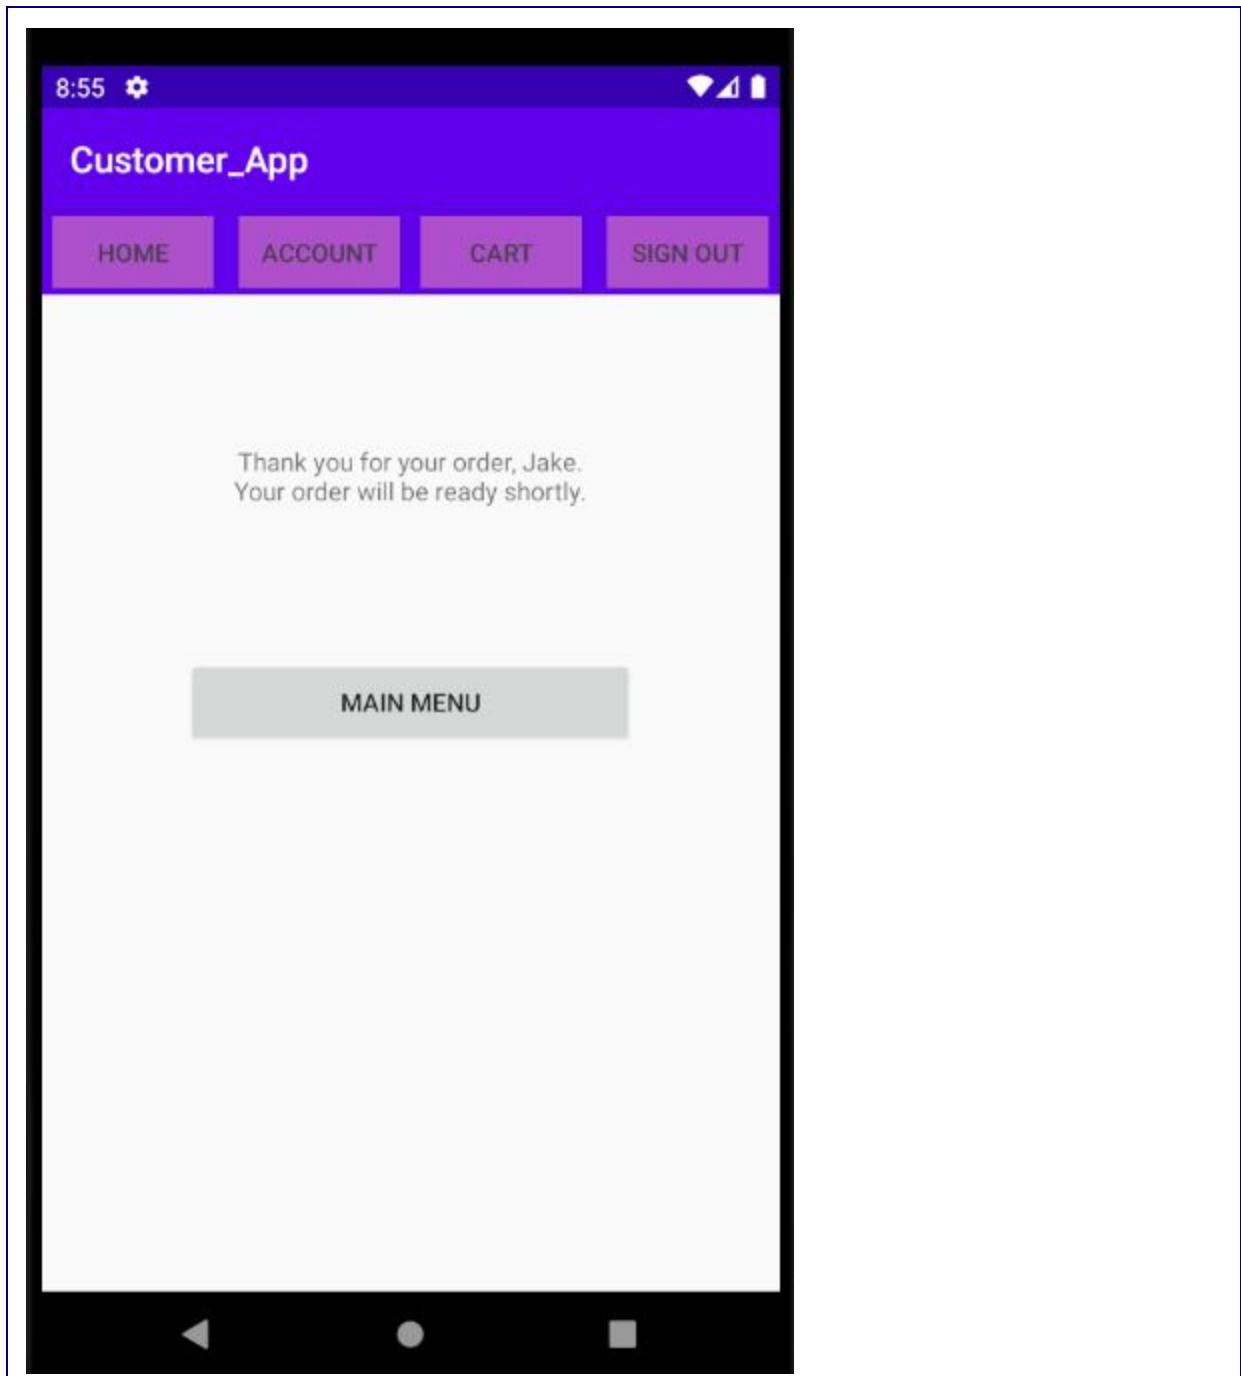 8:55
Customer_App
HOME ACCOUNT CART SIGN OUT
Thank you for your order, Jake.
Your order will be ready shortly.
MAIN MENU